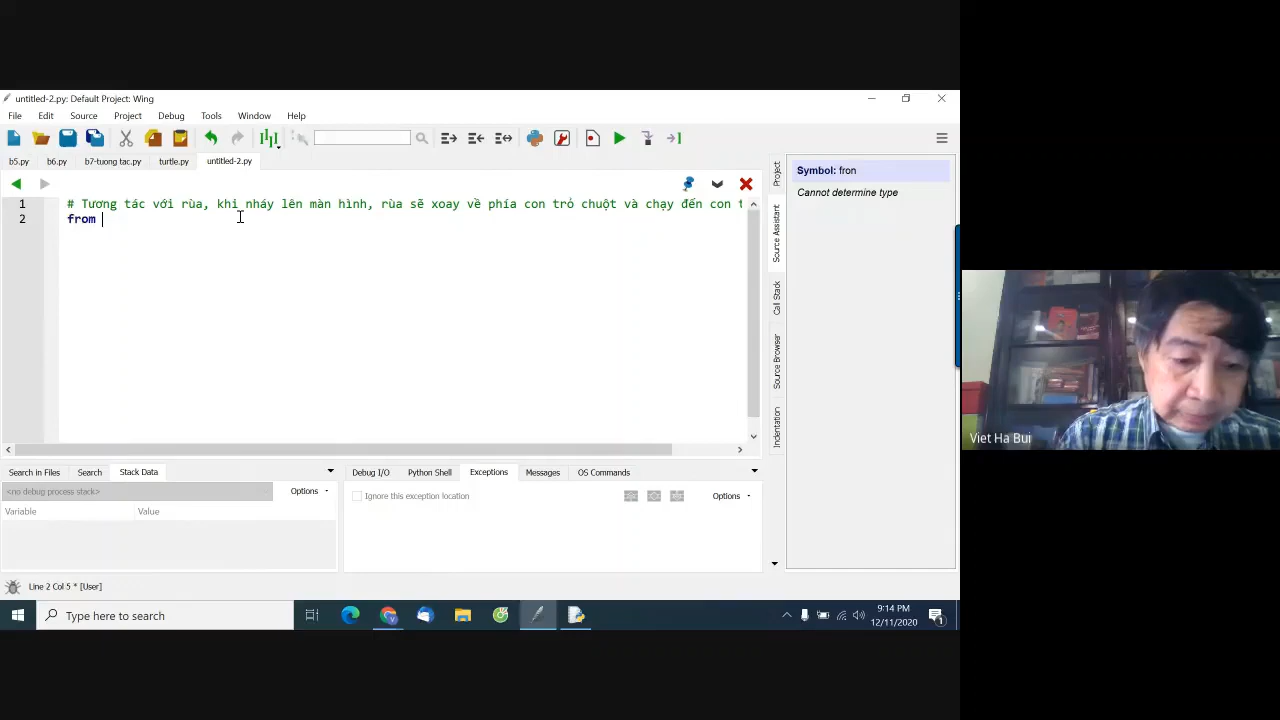 untitled-2.py: Default Project: Wing
File Edit Source Project Debug Tools Window Help
b5.py b6.py b7-tuong tac.py turtle.py untitled-2.py
1 # Tương tác với rùa, khi nháy lên màn hình, rùa sẽ xoay về phía con trỏ chuột và chạy đến con t
2 from
Project
Source Assistant
Call Stack
Source Browser
Indentation
Symbol: fron
Cannot determine type
Viet Ha Bui
Search in Files Search Stack Data
<no debug process stack> Options
Variable Value
Debug I/O Python Shell Exceptions Messages OS Commands
Ignore this exception location Options
Line 2 Col 5 * [User]
Type here to search
9:14 PM
12/11/2020
1